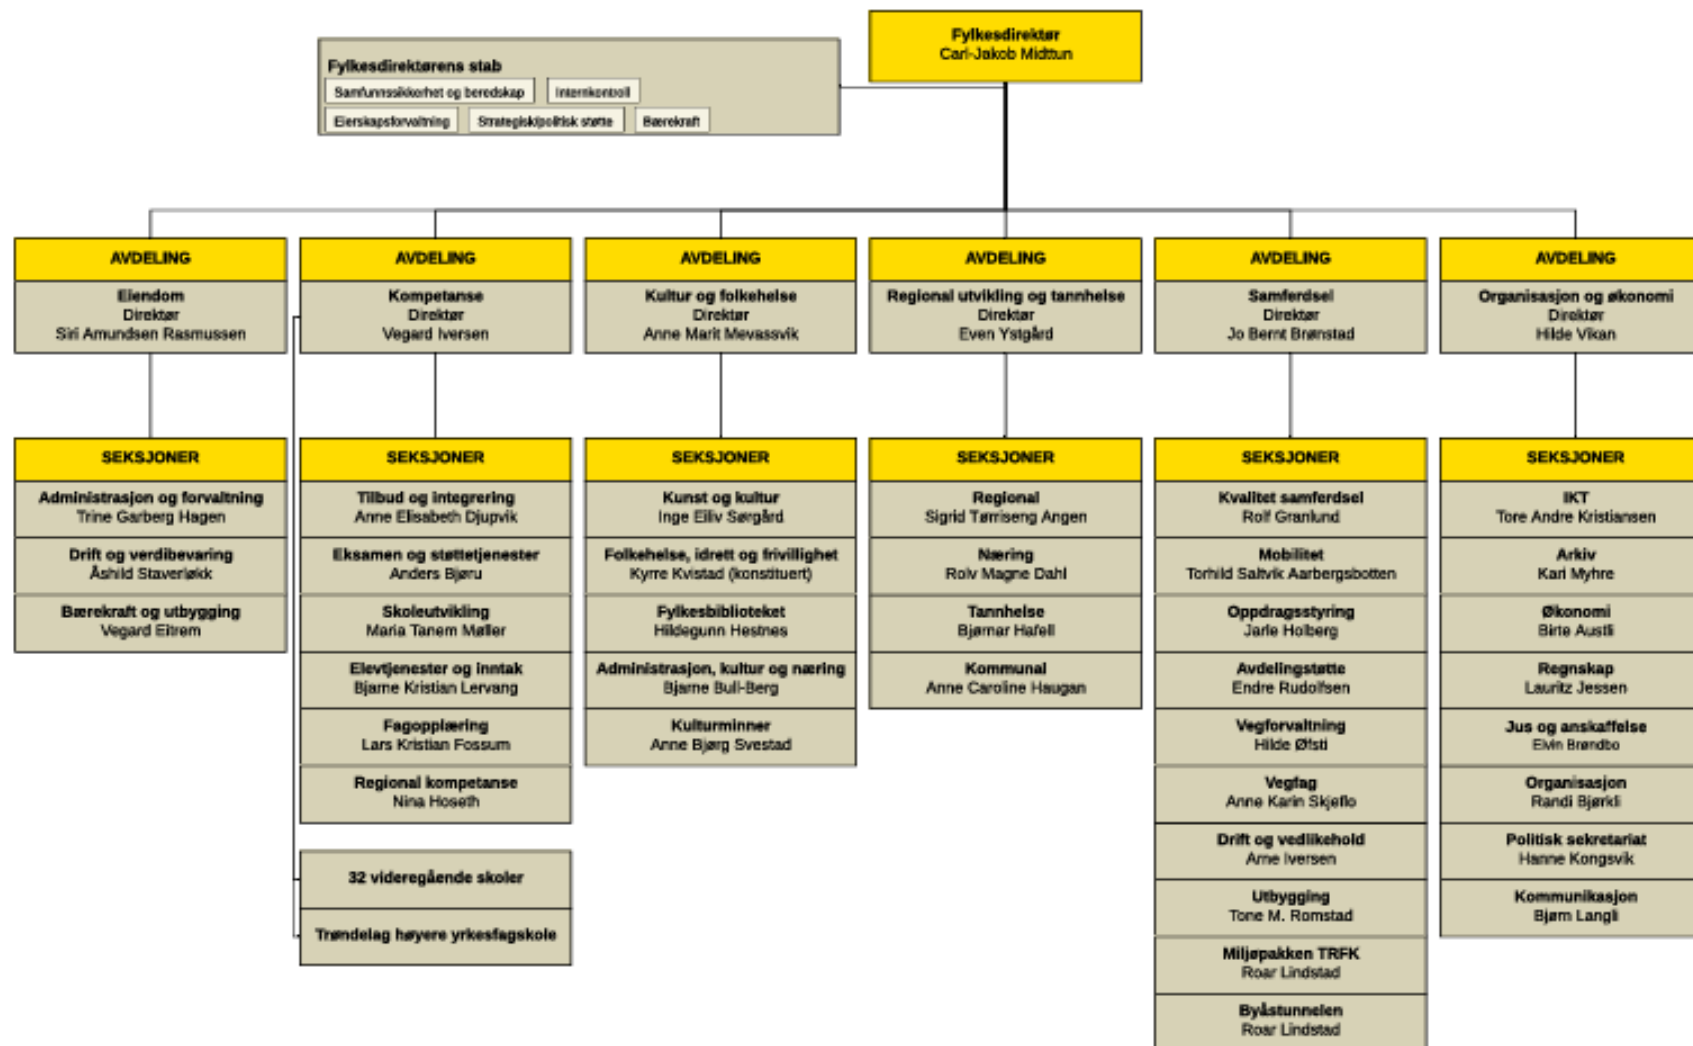 Fylkesdirektør
Carl-Jakob Midttun
Fylkesdirektørens stab
Samfunnssikkerhet og beredskap
Internkontroll
Eierskapsforvaltning
Strategisk/politisk støtte
Bærekraft
AVDELING
Eiendom
Direktør
Siri Amundsen Rasmussen
AVDELING
Kompetanse
Direktør
Vegard Iversen
AVDELING
Kultur og folkehelse
Direktør
Anne Marit Mevassvik
AVDELING
Regional utvikling og tannhelse
Direktør
Even Ystgård
AVDELING
Samferdsel
Direktør
Jo Bernt Brønstad
AVDELING
Organisasjon og økonomi
Direktør
Hilde Vikan
SEKSJONER
Administrasjon og forvaltning
Trine Garberg Hagen
Drift og verdibevaring
Åshild Staverløkk
Bærekraft og utbygging
Vegard Eitrem
SEKSJONER
Tilbud og integrering
Anne Elisabeth Djupvik
Eksamen og støttetjenester
Anders Bjøru
Skoleutvikling
Maria Tanem Møller
Elevtjenester og inntak
Bjarne Kristian Lervang
Fagopplæring
Lars Kristian Fossum
Regional kompetanse
Nina Hoseth
32 videregående skoler
Trøndelag høyere yrkesfagskole
SEKSJONER
Kunst og kultur
Inge Eiliv Sørgård
Folkehelse, idrett og frivillighet
Kyrre Kvistad (konstituert)
Fylkesbiblioteket
Hildegunn Hestnes
Administrasjon, kultur og næring
Bjarne Bull-Berg
Kulturminner
Anne Bjørg Svestad
SEKSJONER
Regional
Sigrid Tørriseng Angen
Næring
Rolv Magne Dahl
Tannhelse
Bjørnar Hafell
Kommunal
Anne Caroline Haugan
SEKSJONER
Kvalitet samferdsel
Rolf Granlund
Mobilitet
Torhild Saltvik Aarbergsbotten
Oppdragsstyring
Jarle Holberg
Avdelingstøtte
Endre Rudolfsen
Vegforvaltning
Hilde Øfsti
Vegfag
Anne Karin Skjeflo
Drift og vedlikehold
Arne Iversen
Utbygging
Tone M. Romstad
Miljøpakken TRFK
Roar Lindstad
Byåstunnelen
Roar Lindstad
SEKSJONER
IKT
Tore Andre Kristiansen
Arkiv
Kari Myhre
Økonomi
Birte Austli
Regnskap
Lauritz Jessen
Jus og anskaffelse
Elvin Brøndbo
Organisasjon
Randi Bjørkli
Politisk sekretariat
Hanne Kongsvik
Kommunikasjon
Bjørn Langli